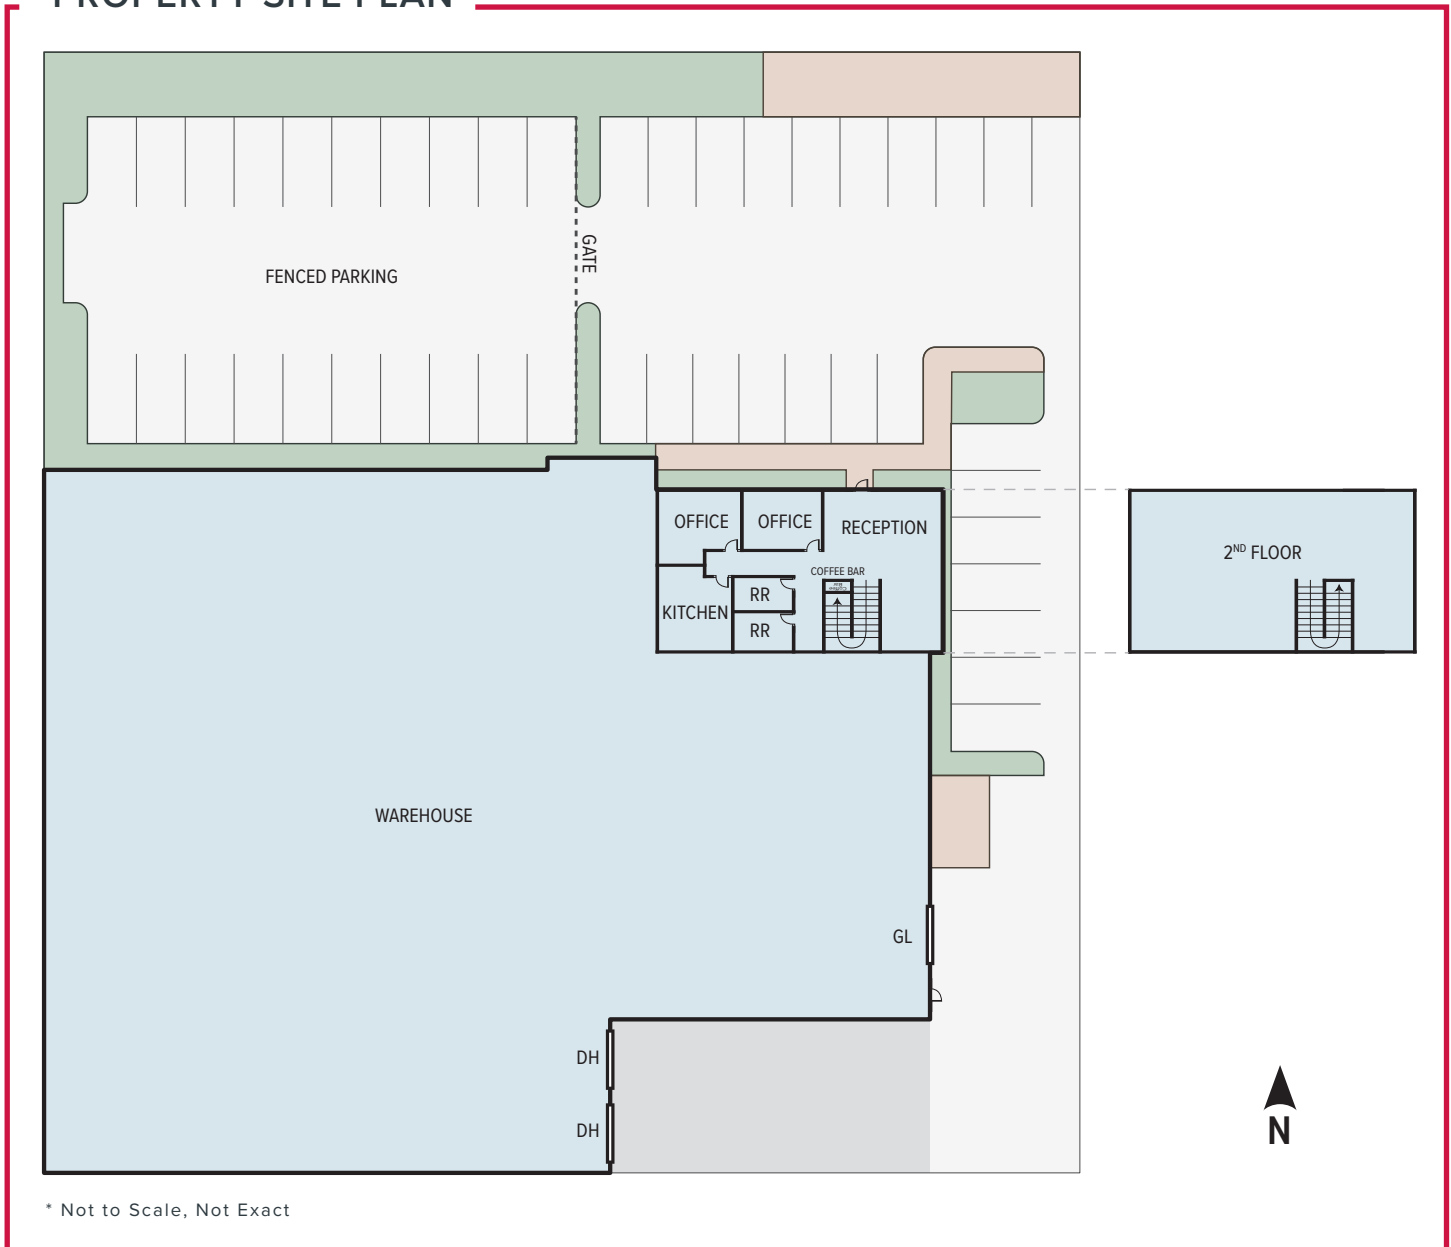 PROPERTY SITE PLAN
GATE
FENCED PARKING
OFFICE
OFFICE
RECEPTION
2ND FLOOR
COFFEE BAR
RR
KITCHEN
RR
WAREHOUSE
GL
DH
DH
N
* Not to Scale, Not Exact